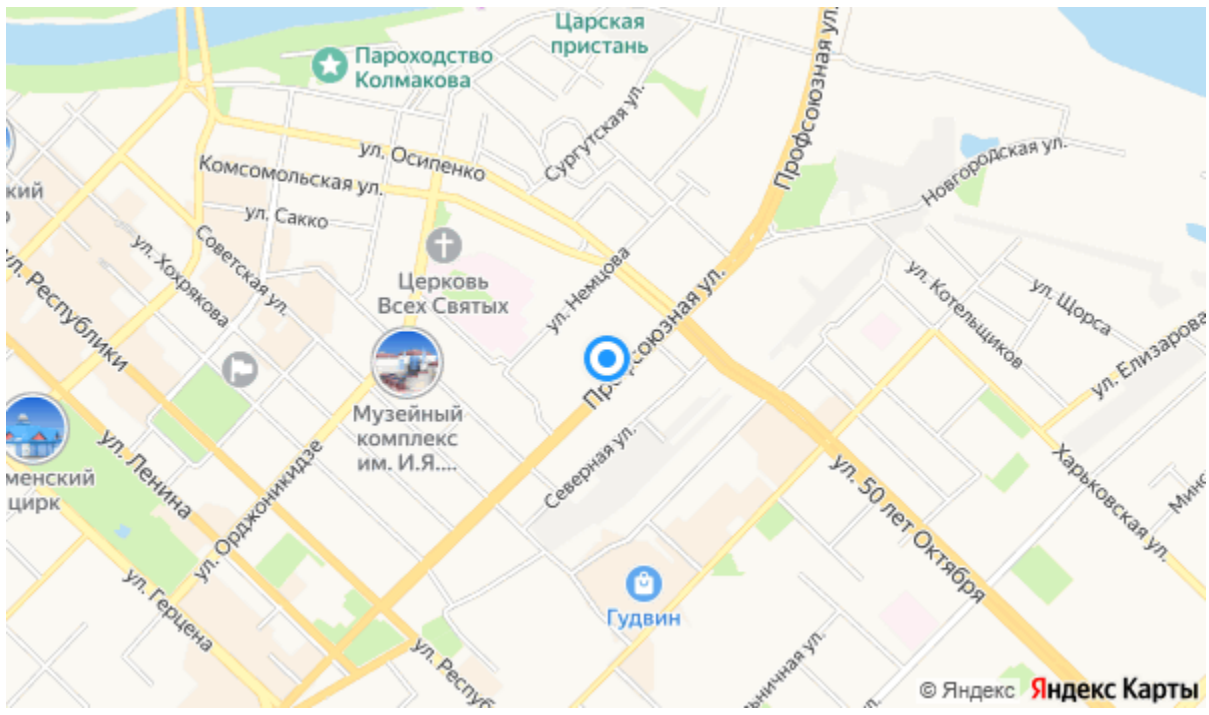 Царская
пристань
Пароходство
Колмакова
Профсоюзная ул.
Сургутская ул.
ул. Осипенко
Новгородская ул.
Комсомольская ул.
кий
ул. Сакко
Советская ул.
ул. Хохрякова
ул. Республики
Церковь
Всех Святых
ул. Немцова
Профсоюзная ул.
ул. Котельщиков
ул. Щорса
ул. Елизарова
Музейный
комплекс
им. И.Я....
Северная ул.
ул. Ленина
менский
цирк
ул. Орджоникидзе
ул. 50 лет Октября
Харьковская ул.
Минс
ул. Герцена
Гудвин
ул. Респуб
льничная ул.
© Яндекс Яндекс Карты